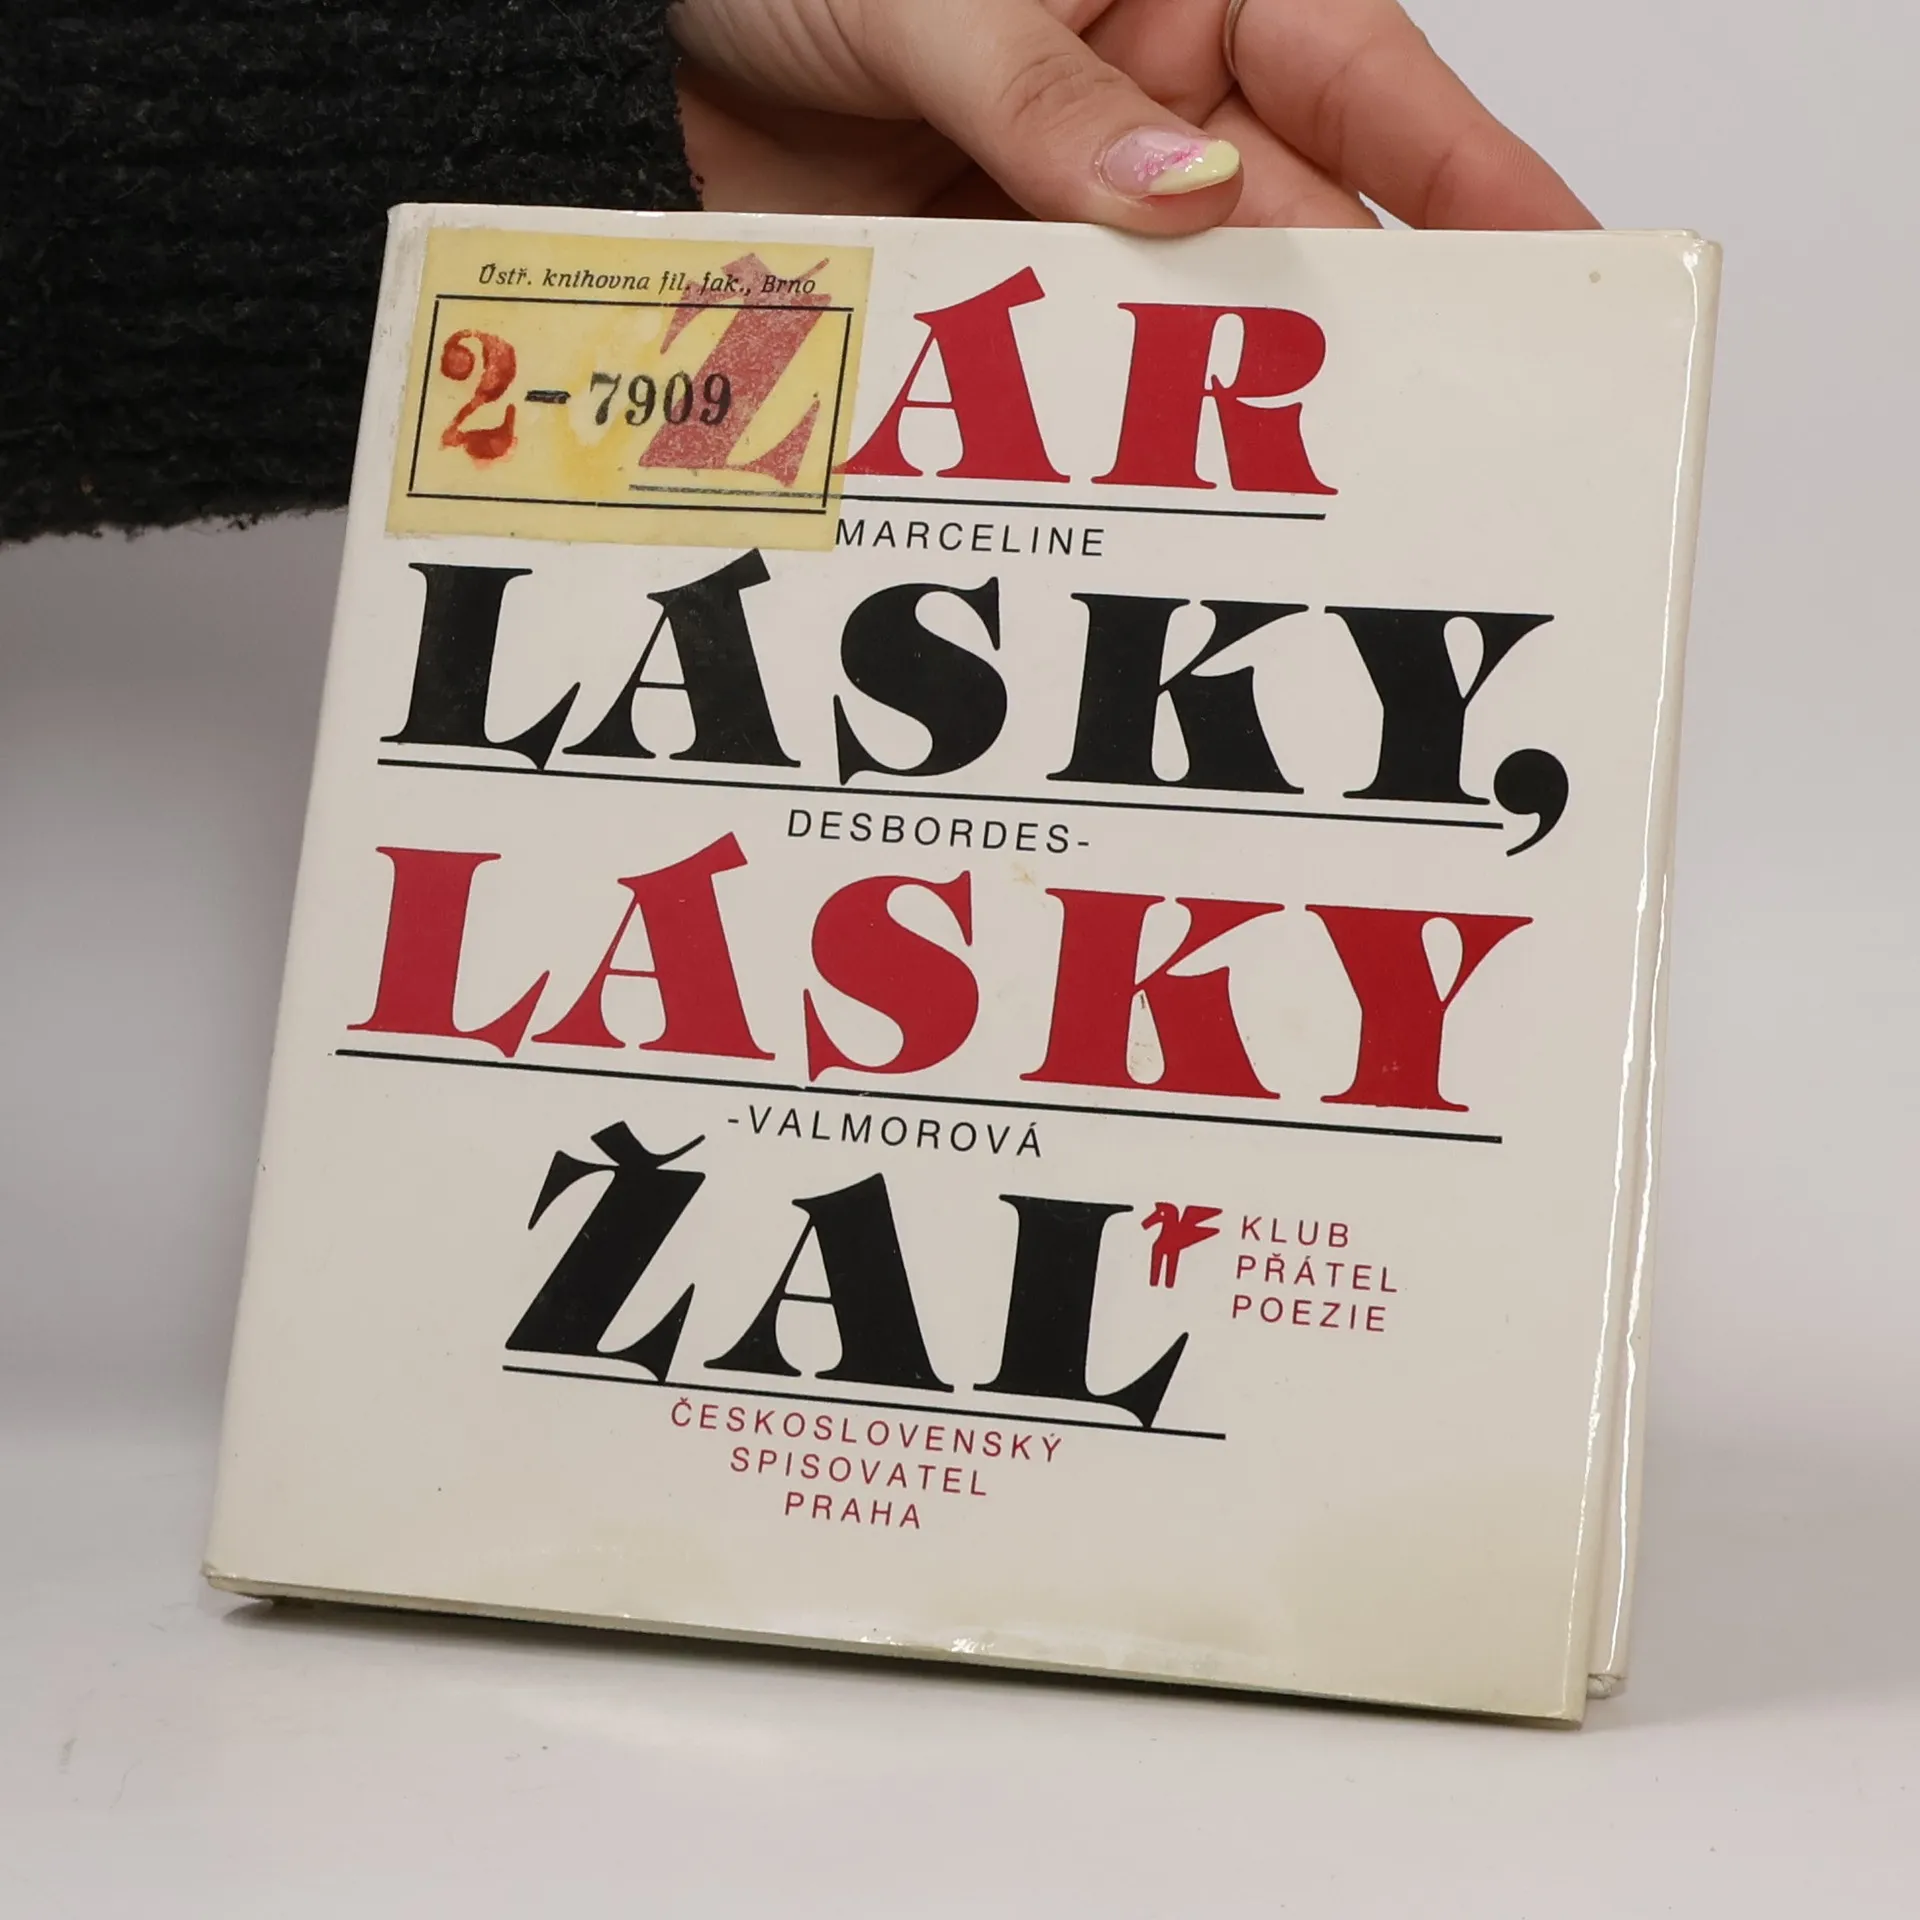 Ústř. knihovna fil. fak., Brno
2-7909
ŽÁR
MARCELINE
LÁSKY,
DESBORDES-
LÁSKY
-VALMOROVÁ
ŽAL
KLUB
PŘÁTEL
POEZIE
ČESKOSLOVENSKÝ
SPISOVATEL
PRAHA